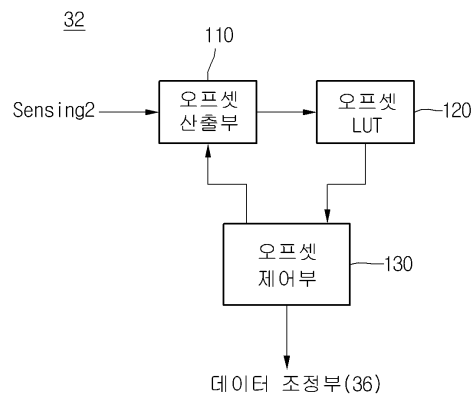 32
110
Sensing2
오프셋
산출부
오프셋
LUT
120
오프셋
제어부
130
데이터 조정부(36)